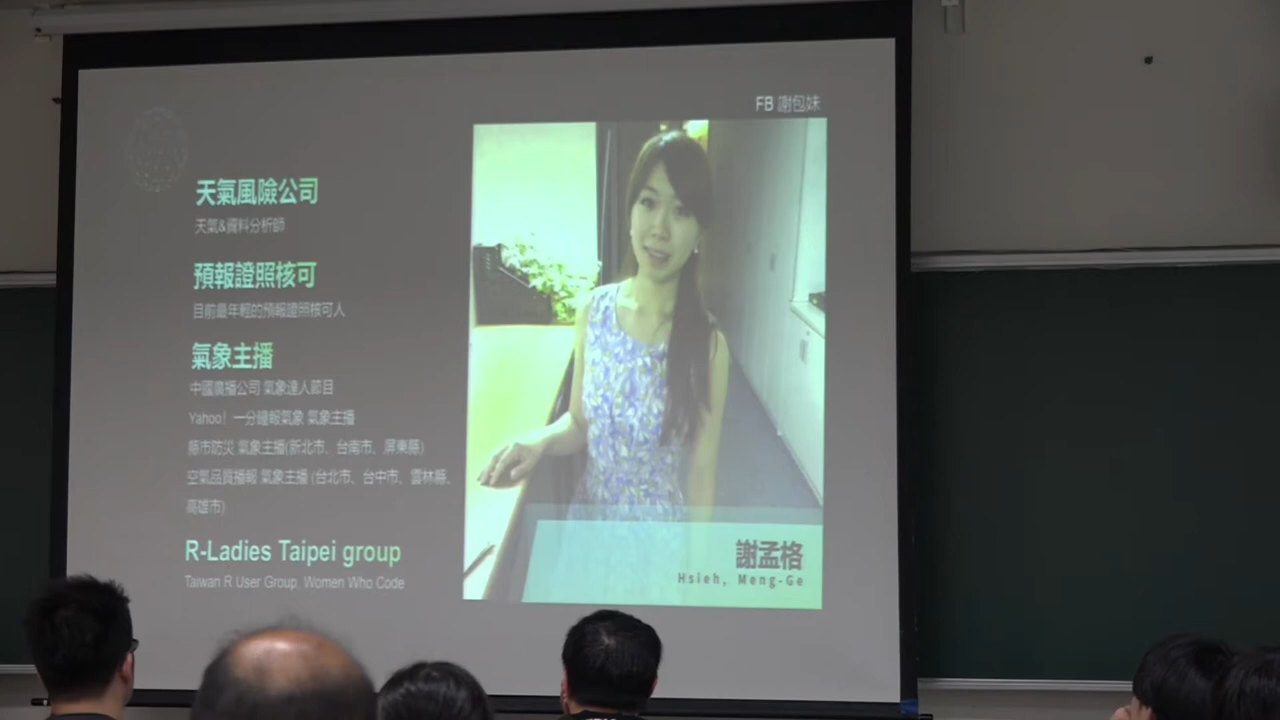 FB 謝包妹
天氣風險公司
天氣&資料分析師
預報證照核可
目前最年輕的預報證照核可人
氣象主播
中國廣播公司 氣象達人節目
Yahoo! 一分鐘報氣象 氣象主播
縣市防災 氣象主播(新北市、台南市、屏東縣)
空氣品質播報 氣象主播 (台北市、台中市、雲林縣、
高雄市)
R-Ladies Taipei group
Taiwan R User Group, Women Who Code
謝孟格
Hsieh, Meng-Ge